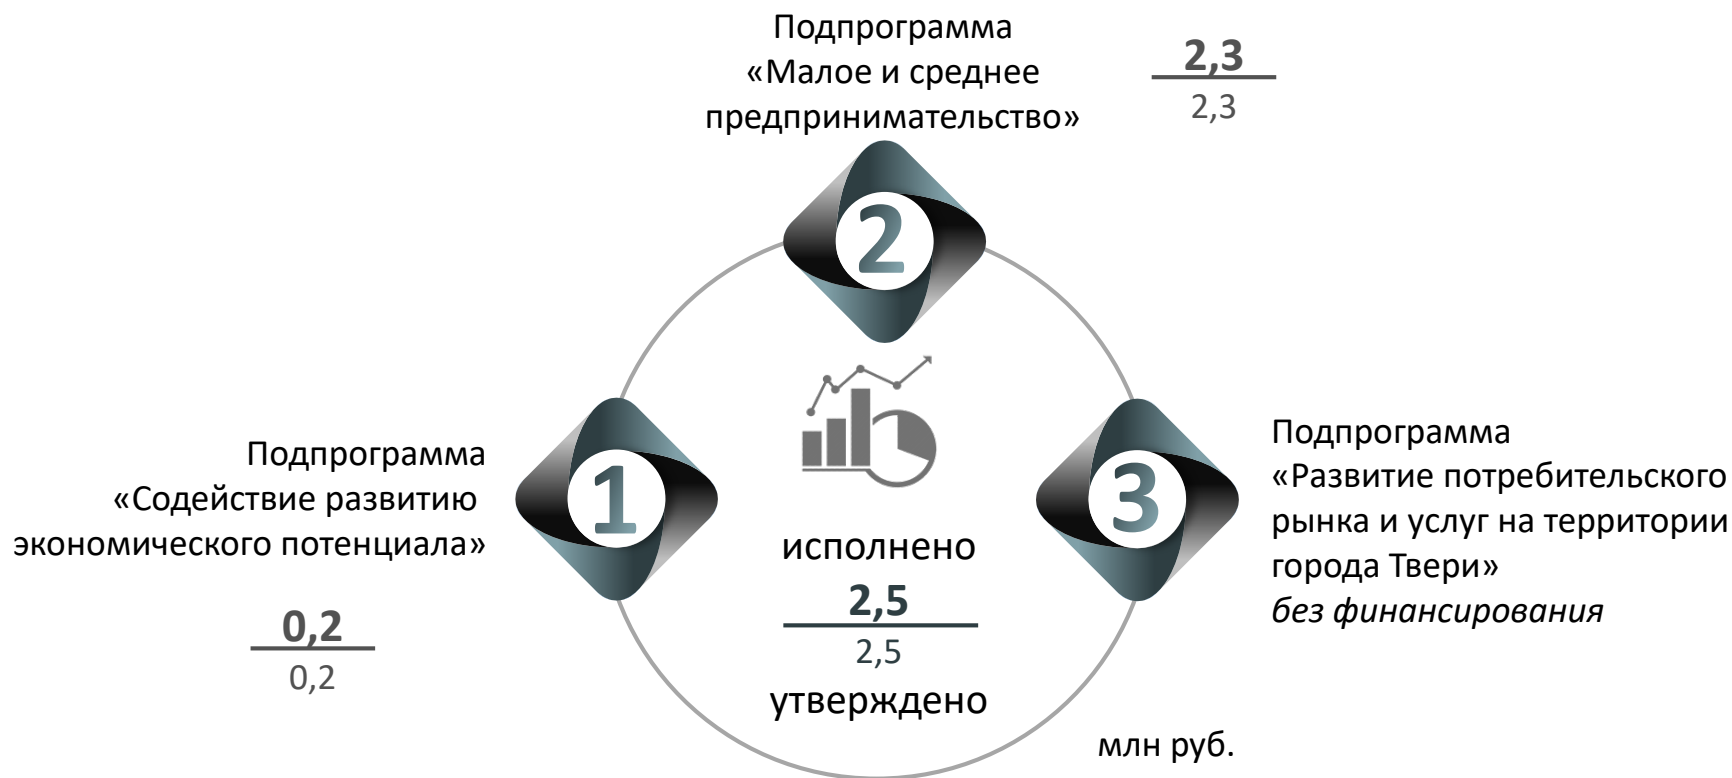 Подпрограмма
«Малое и среднее
предпринимательство»
2,3
2,3
2
1
Подпрограмма
«Содействие развитию
экономического потенциала»
0,2
0,2
исполнено
2,5
2,5
утверждено
3
Подпрограмма
«Развитие потребительского
рынка и услуг на территории
города Твери»
без финансирования
млн руб.